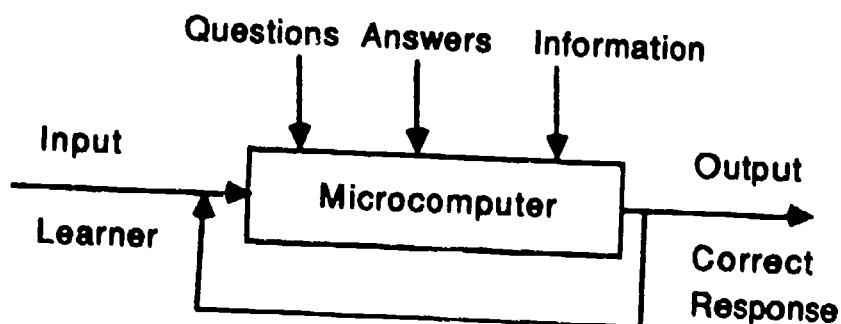 Questions Answers Information
Input
Learner
Microcomputer
Output
Correct
Response